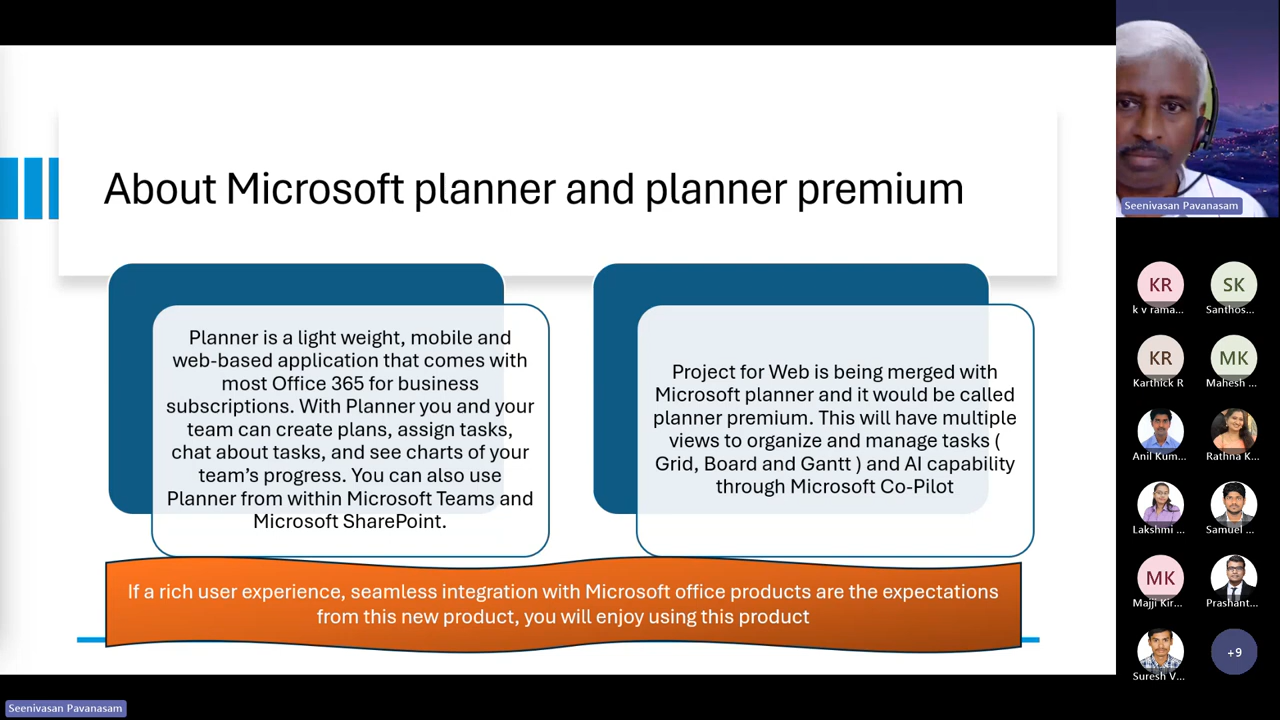 About Microsoft planner and planner premium
Planner is a light weight, mobile and
web-based application that comes with
most Office 365 for business
subscriptions. With Planner you and your
team can create plans, assign tasks,
chat about tasks, and see charts of your
team’s progress. You can also use
Planner from within Microsoft Teams and
Microsoft SharePoint.
Project for Web is being merged with
Microsoft planner and it would be called
planner premium. This will have multiple
views to organize and manage tasks (
Grid, Board and Gantt ) and AI capability
through Microsoft Co-Pilot
If a rich user experience, seamless integration with Microsoft office products are the expectations
from this new product, you will enjoy using this product
Seenivasan Pavanasam
KR
SK
k v rama...
Santhos...
KR
MK
Karthick R
Mahesh ...
Anil Kum...
Rathna K...
Lakshmi ...
Samuel ...
MK
Majji Kir...
Prashant...
Suresh V...
+9
Seenivasan Pavanasam